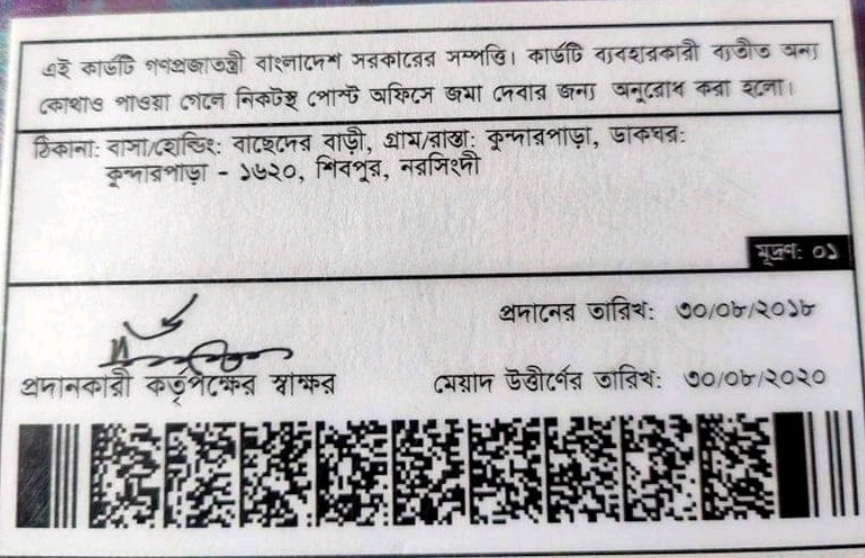 এই কার্ডটি গণপ্রজাতন্ত্রী বাংলাদেশ সরকারের সম্পত্তি। কার্ডটি ব্যবহারকারী ব্যতীত অন্য
কোথাও পাওয়া গেলে নিকটস্থ পোস্ট অফিসে জমা দেবার জন্য অনুরোধ করা হলো।
ঠিকানা: বাসা/হোল্ডিং: বাছেদের বাড়ী, গ্রাম/রাস্তা: কুন্দারপাড়া, ডাকঘর:
কুন্দারপাড়া - ১৬২০, শিবপুর, নরসিংদী
মূদ্রণ: ০১
প্রদানের তারিখ: ৩০/০৮/২০১৮
প্রদানকারী কর্তৃপক্ষের স্বাক্ষর
মেয়াদ উত্তীর্ণের তারিখ: ৩০/০৮/২০২০